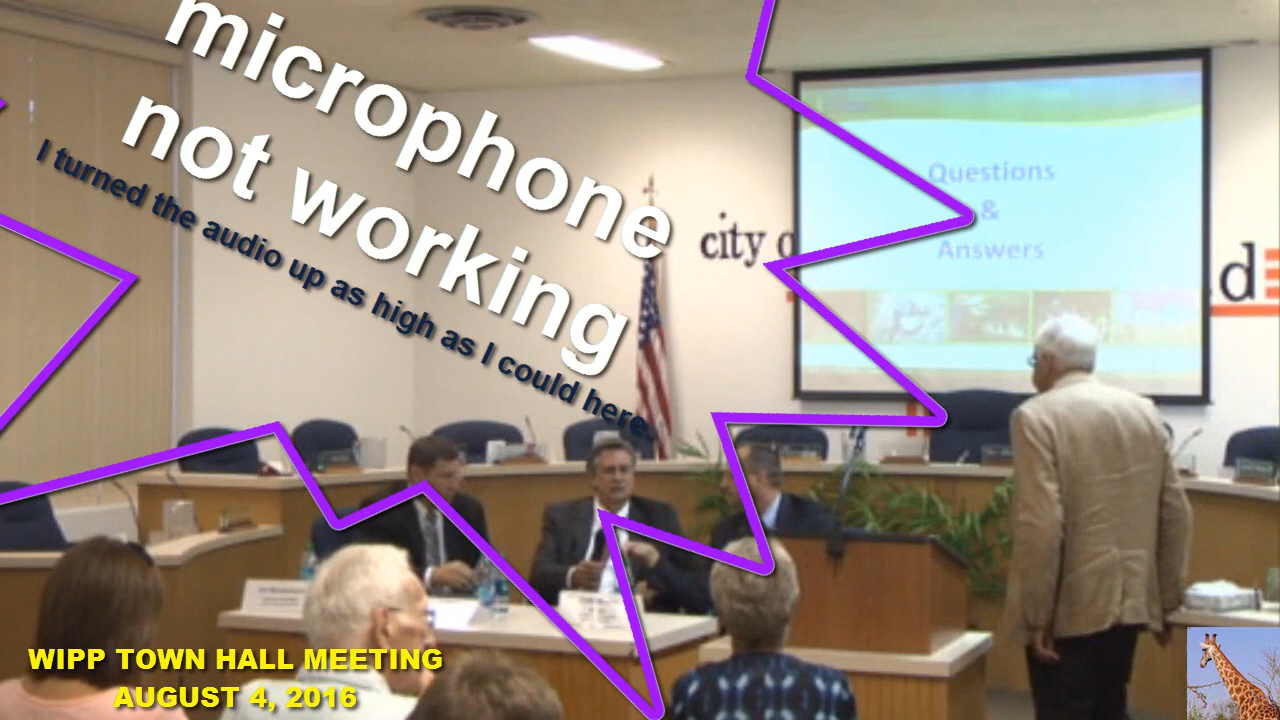 microphone
not working
I turned the audio up as high as I could here.
city o
d
Questions
&
Answers
WIPP TOWN HALL MEETING
AUGUST 4, 2016